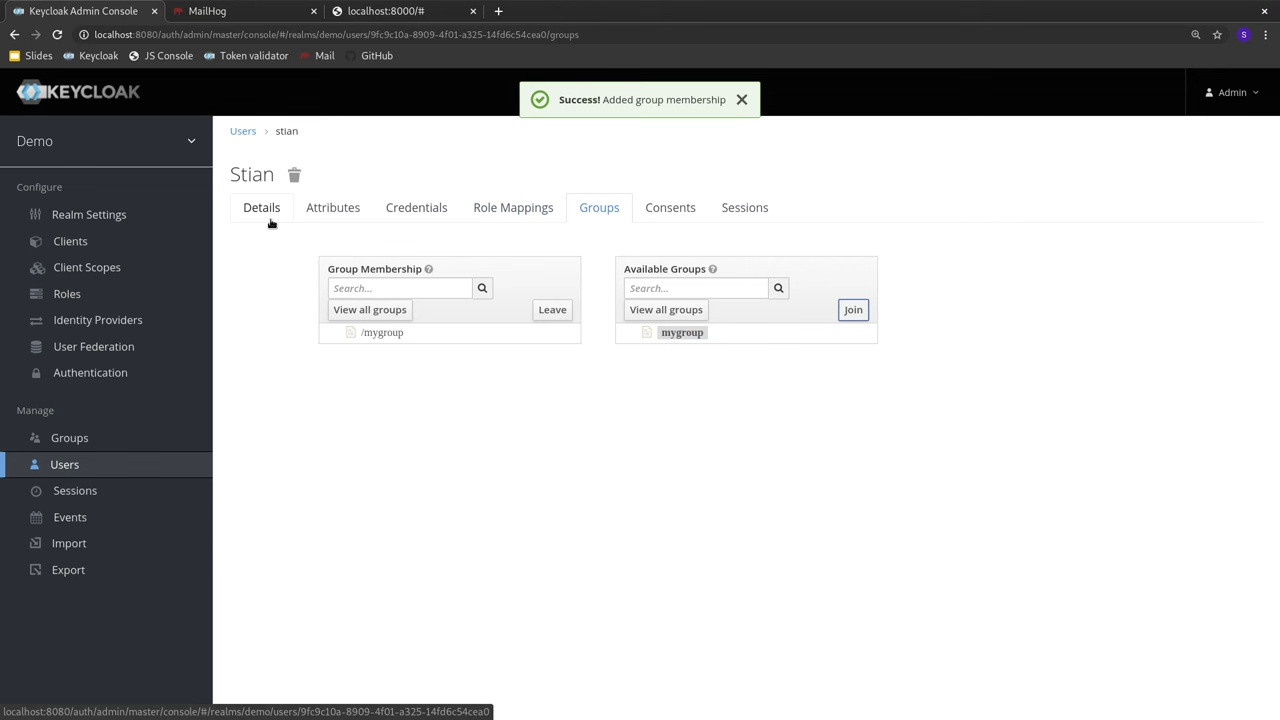 Keycloak Admin Console
MailHog
localhost:8000/#
localhost:8080/auth/admin/master/console/#/realms/demo/users/9fc9c10a-8909-4f01-a325-14fd6c54cea0/groups
S
Slides
Keycloak
JS Console
Token validator
Mail
GitHub
KEYCLOAK
Success! Added group membership
Admin
Demo
Users > stian
Stian
Configure
Realm Settings
Clients
Client Scopes
Roles
Identity Providers
User Federation
Authentication
Manage
Groups
Users
Sessions
Events
Import
Export
Details
Attributes
Credentials
Role Mappings
Groups
Consents
Sessions
Group Membership ?
Search...
View all groups
Leave
/mygroup
Available Groups ?
Search...
View all groups
Join
mygroup
localhost:8080/auth/admin/master/console/#/realms/demo/users/9fc9c10a-8909-4f01-a325-14fd6c54cea0